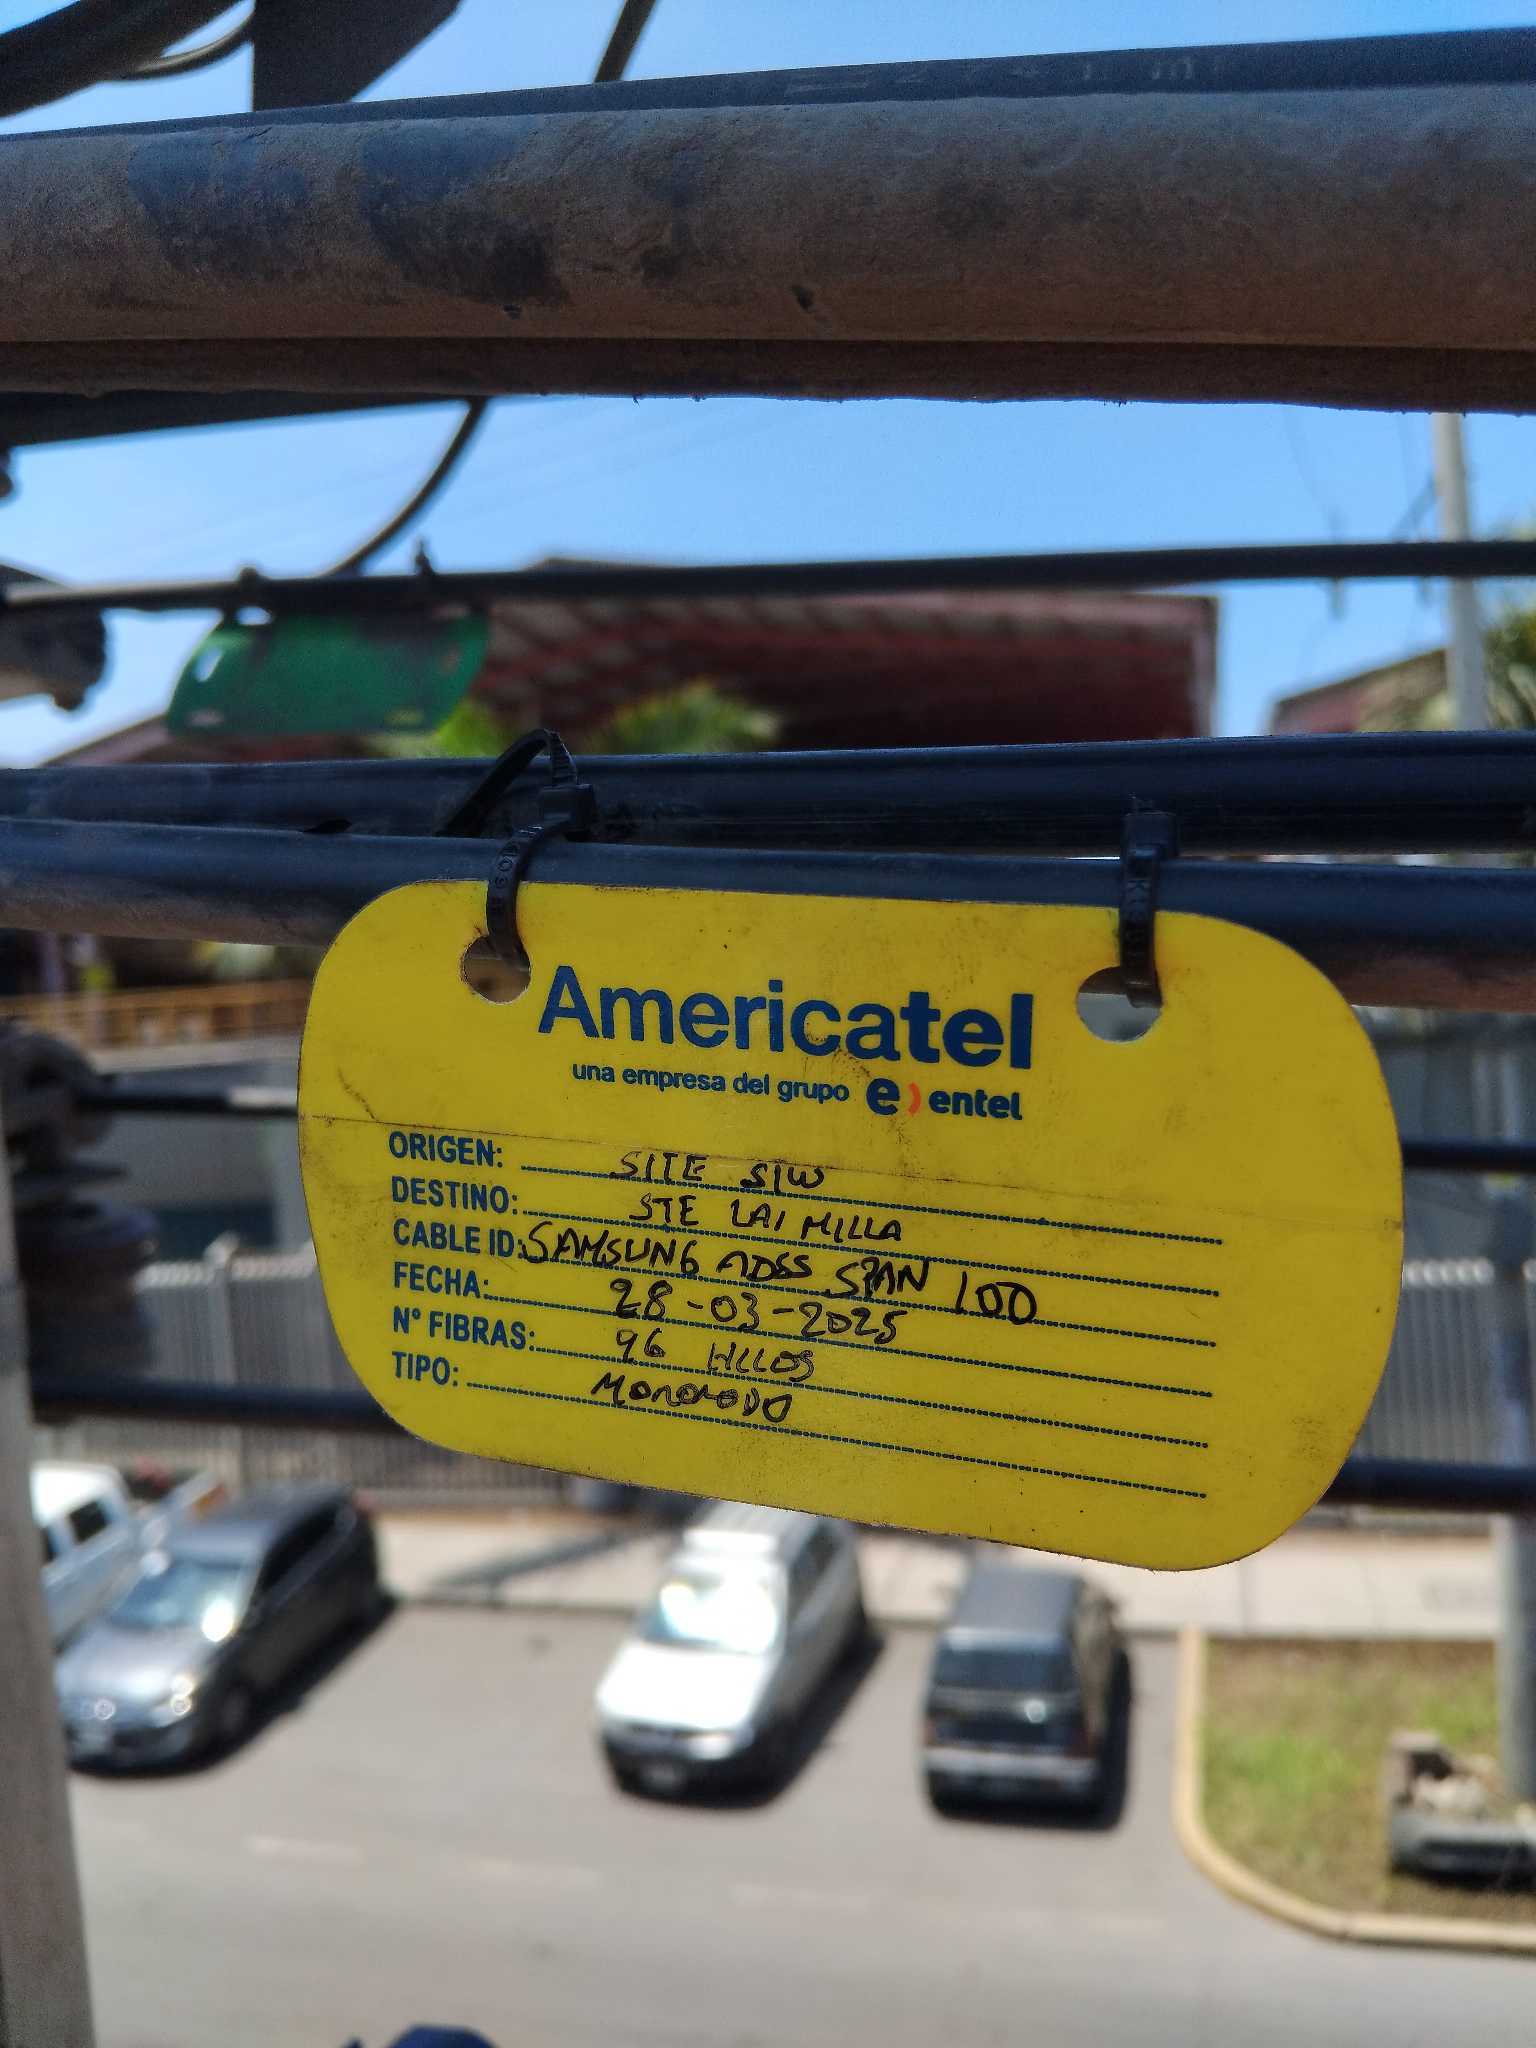 Americatel
una empresa del grupo e) entel
ORIGEN: SITE SIW
DESTINO: STE LAI MILLA
CABLE ID: SAMSUNG ADSS SPAN 100
FECHA: 28-03-2025
N° FIBRAS: 96 HILOS
TIPO: MONOMODO